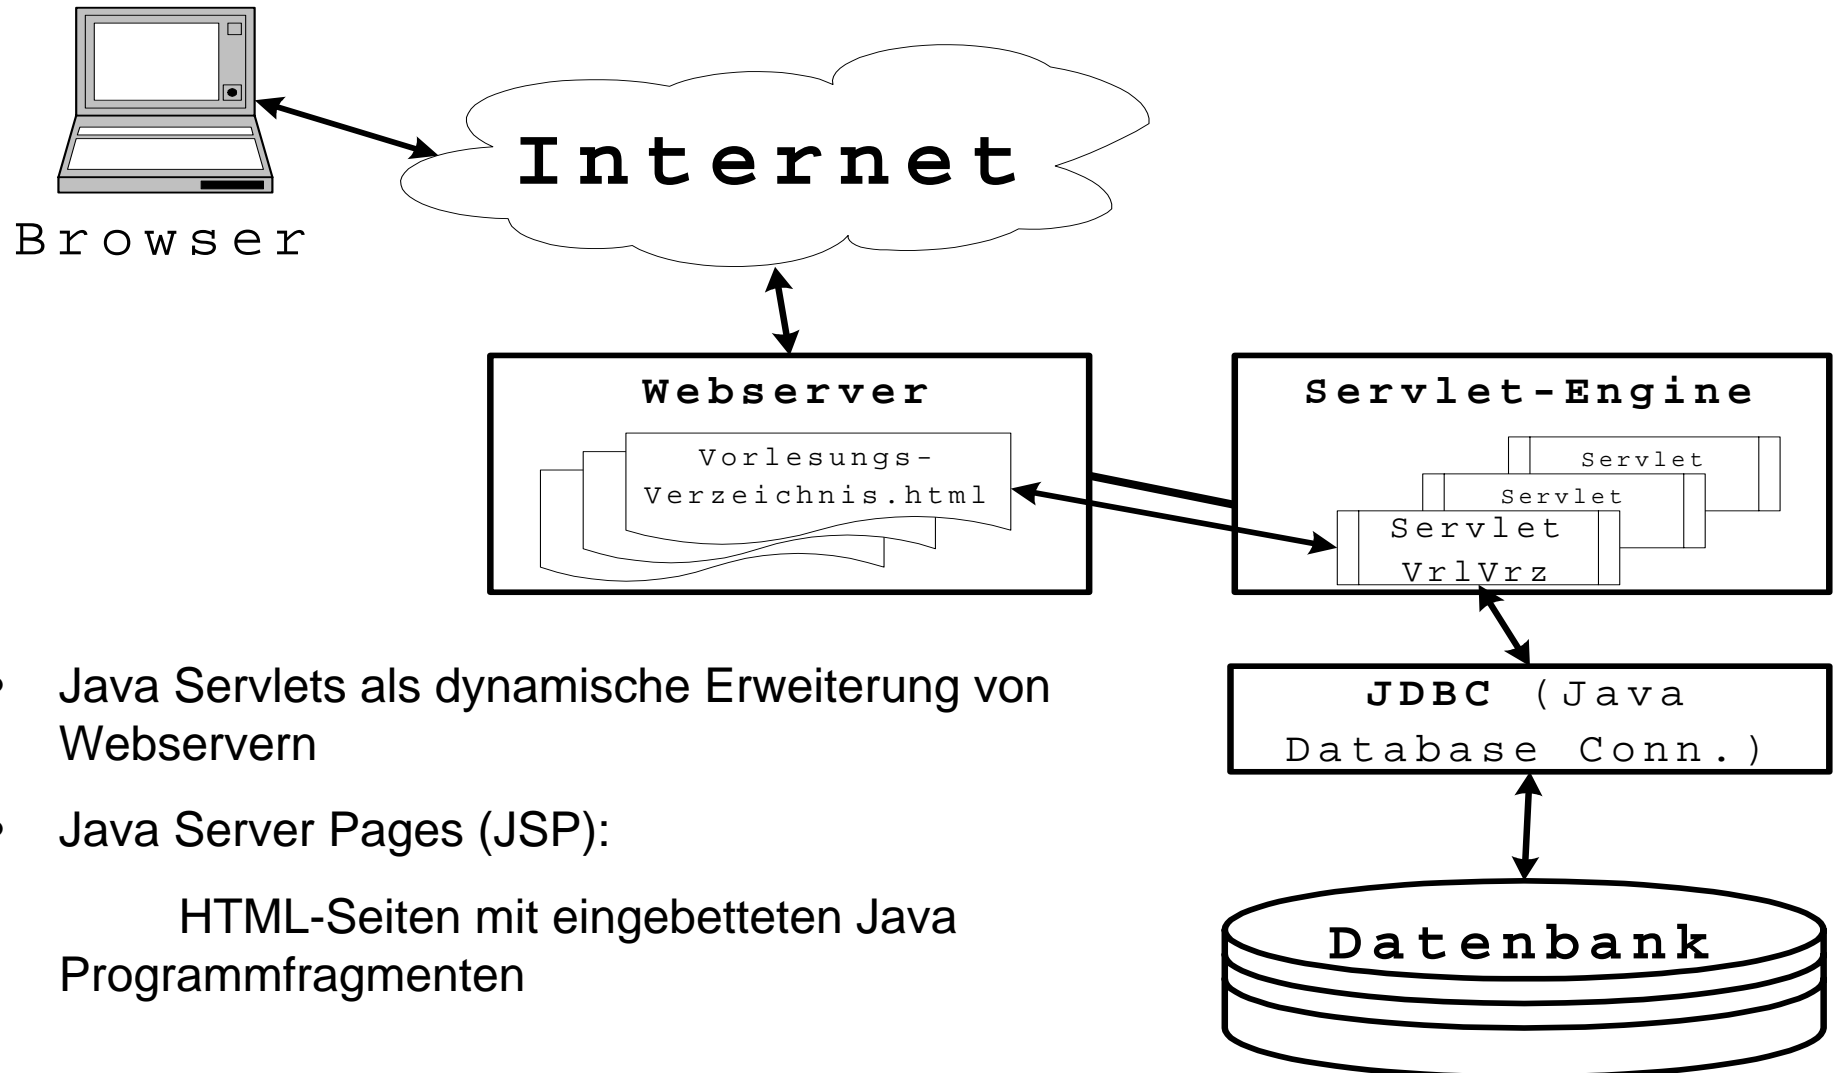 Internet
Browser
Webserver
Vorlesungs-
Verzeichnis.html
Servlet-Engine
Servlet
Servlet
Servlet
VrlVrz
• Java Servlets als dynamische Erweiterung von
Webservern
• Java Server Pages (JSP):
HTML-Seiten mit eingebetteten Java
Programmfragmenten
JDBC (Java
Database Conn.)
Datenbank